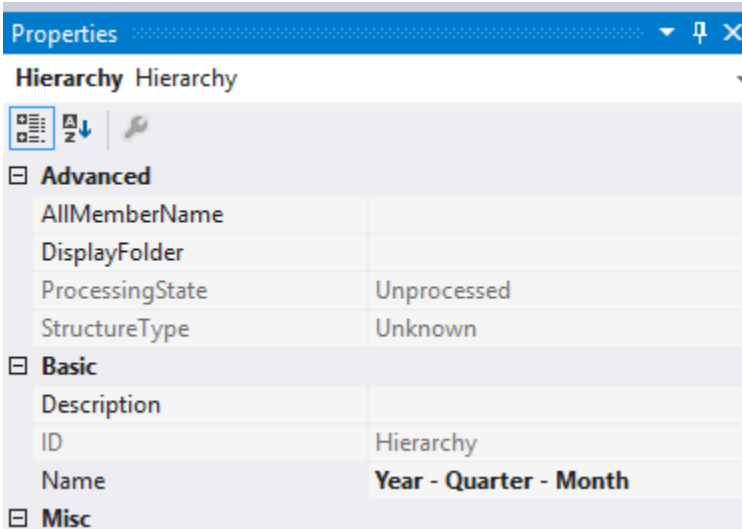 Properties
Hierarchy Hierarchy
Advanced
AllMemberName
DisplayFolder
ProcessingState Unprocessed
StructureType Unknown
Basic
Description
ID Hierarchy
Name Year - Quarter - Month
Misc